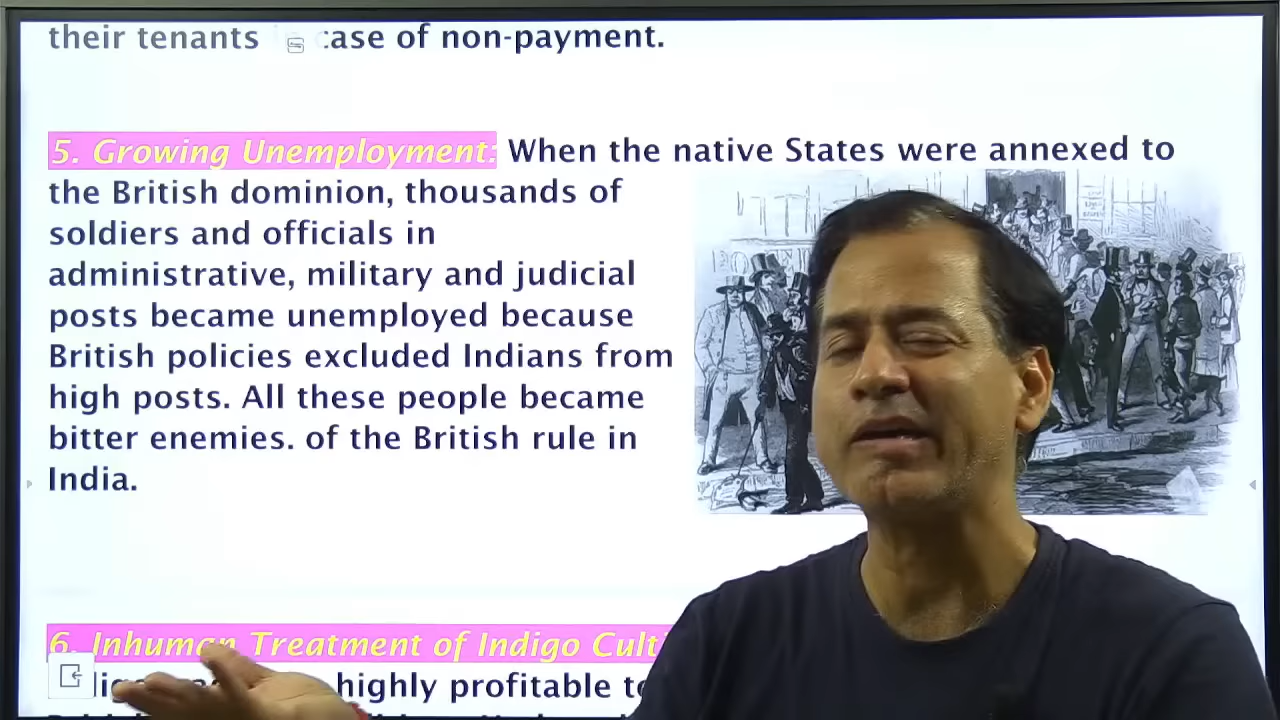 their tenants case of non-payment.
5. Growing Unemployment: When the native States were annexed to
the British dominion, thousands of
soldiers and officials in
administrative, military and judicial
posts became unemployed because
British policies excluded Indians from
high posts. All these people became
bitter enemies. of the British rule in
India.
6. Inhuman Treatment of Indigo
highly profitable